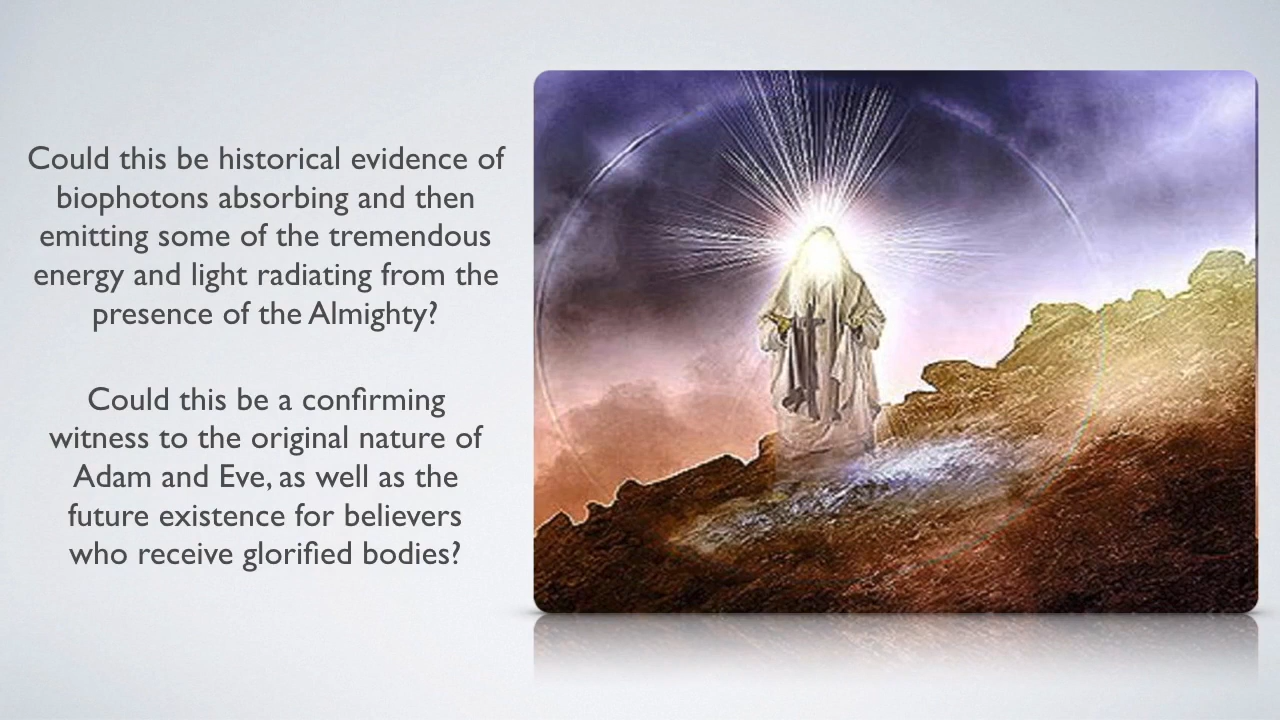 Could this be historical evidence of
biophotons absorbing and then
emitting some of the tremendous
energy and light radiating from the
presence of the Almighty?
Could this be a confirming
witness to the original nature of
Adam and Eve, as well as the
future existence for believers
who receive glorified bodies?